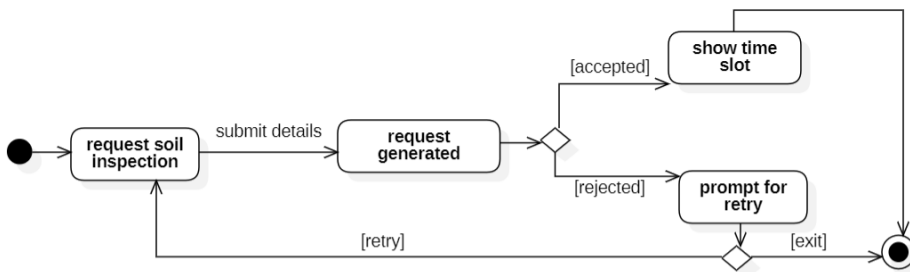 show time
slot
[accepted]
submit details
request soil
inspection
request
generated
[rejected]
prompt for
retry
[retry]
[exit]